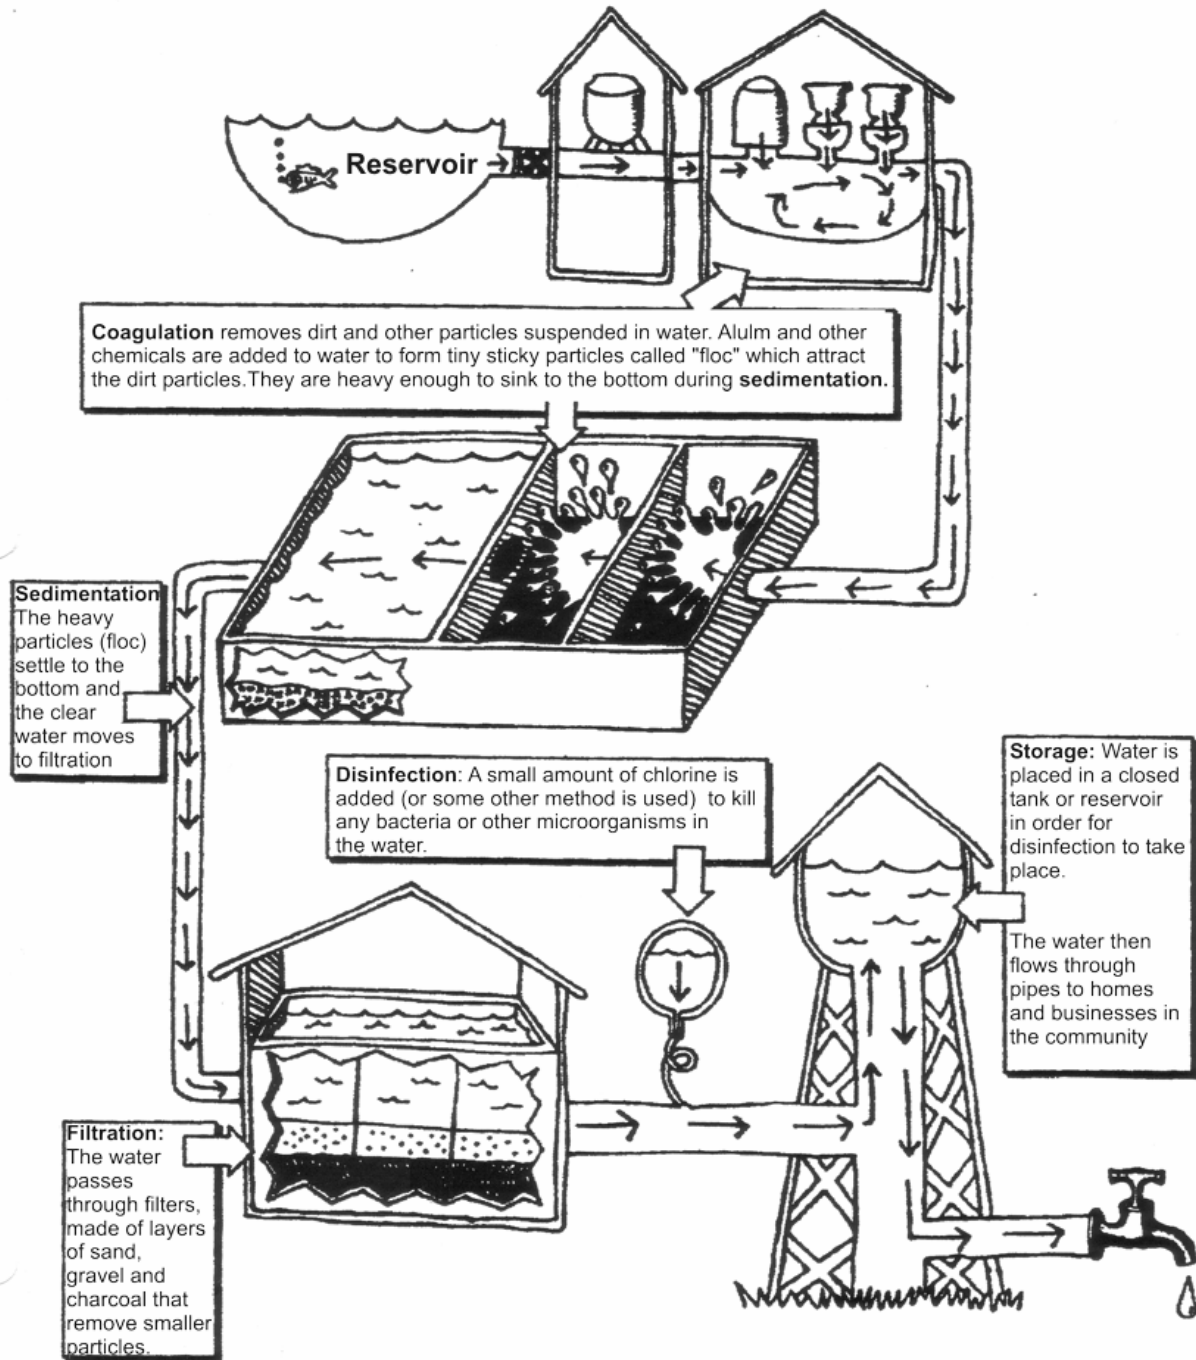 Reservoir
Coagulation removes dirt and other particles suspended in water. Alulm and other
chemicals are added to water to form tiny sticky particles called "floc" which attract
the dirt particles.They are heavy enough to sink to the bottom during sedimentation.
Sedimentation
The heavy
particles (floc)
settle to the
bottom and
the clear
water moves
to filtration
Disinfection: A small amount of chlorine is
added (or some other method is used) to kill
any bacteria or other microorganisms in
the water.
Storage: Water is
placed in a closed
tank or reservoir
in order for
disinfection to take
place.
The water then
flows through
pipes to homes
and businesses in
the community
Filtration:
The water
passes
through filters,
made of layers
of sand,
gravel and
charcoal that
remove smaller
particles.